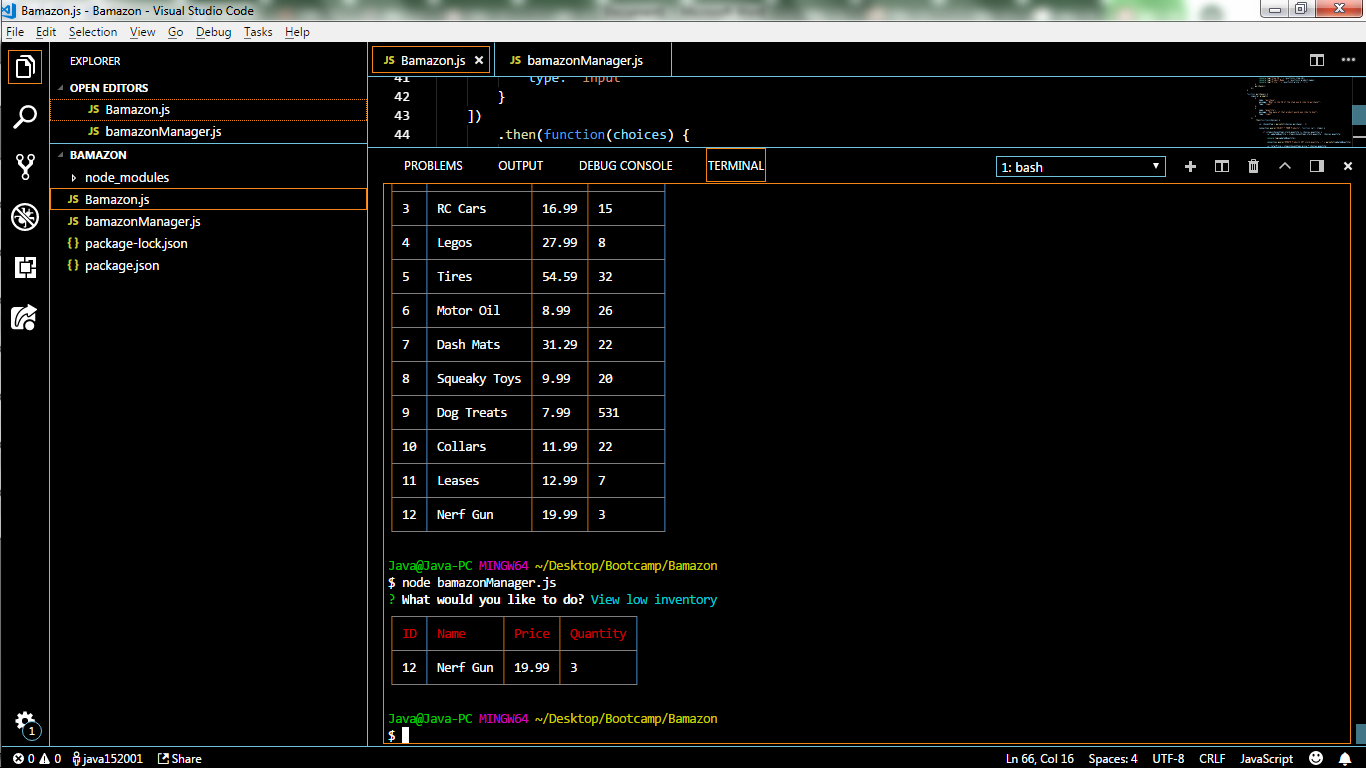 Bamazon.js - Bamazon - Visual Studio Code
File Edit Selection View Go Debug Tasks Help
EXPLORER
OPEN EDITORS
JS Bamazon.js
JS bamazonManager.js
BAMAZON
node_modules
JS Bamazon.js
JS bamazonManager.js
{ } package-lock.json
{ } package.json
1
JS Bamazon.js JS bamazonManager.js
41 type: "input"
42 }
43 ])
44 .then(function(choices) {
PROBLEMS OUTPUT DEBUG CONSOLE TERMINAL 1: bash
3 RC Cars 16.99 15
4 Legos 27.99 8
5 Tires 54.59 32
6 Motor Oil 8.99 26
7 Dash Mats 31.29 22
8 Squeaky Toys 9.99 20
9 Dog Treats 7.99 531
10 Collars 11.99 22
11 Leases 12.99 7
12 Nerf Gun 19.99 3
Java@Java-PC MINGW64 ~/Desktop/Bootcamp/Bamazon
$ node bamazonManager.js
? What would you like to do? View low inventory
ID Name Price Quantity
12 Nerf Gun 19.99 3
Java@Java-PC MINGW64 ~/Desktop/Bootcamp/Bamazon
$
0 0 java152001 Share Ln 66, Col 16 Spaces: 4 UTF-8 CRLF JavaScript